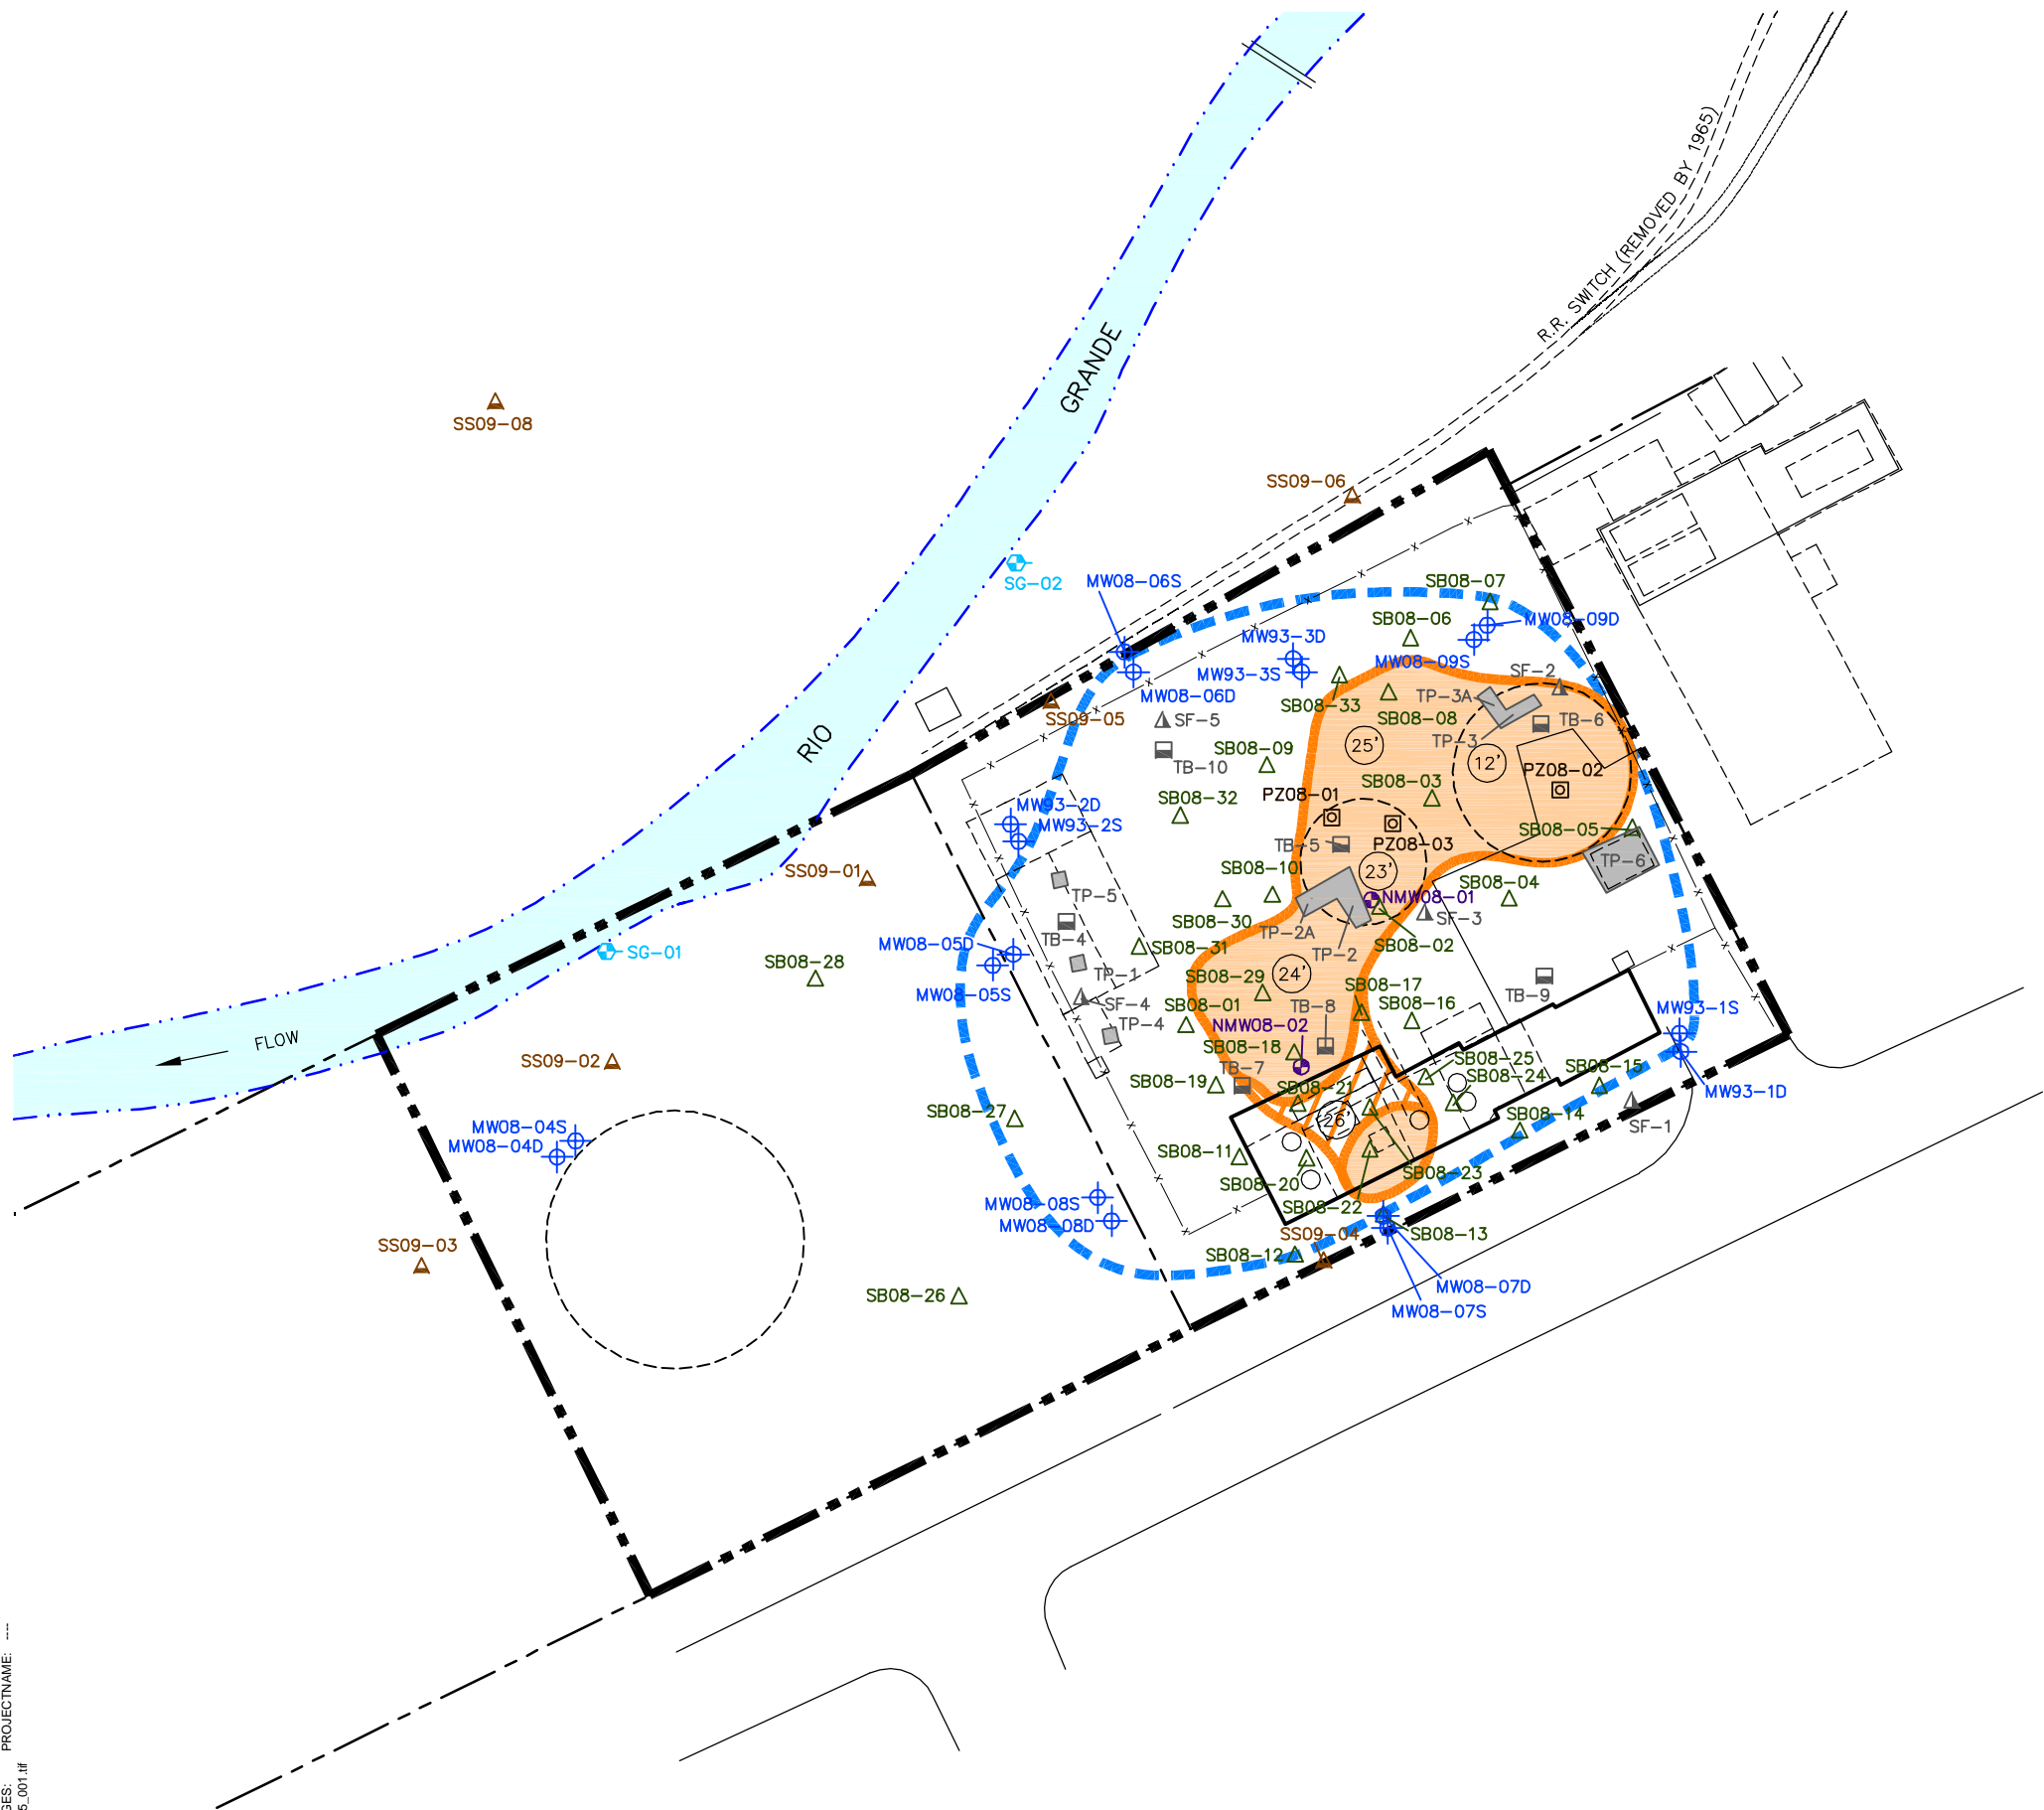 R.R. SWITCH (REMOVED BY 1965)
GRANDE
RIO
FLOW
SS09-08
SS09-06
SG-02
MW08-06S
SB08-07
SB08-06
MW08-09D
MW93-3D
MW08-09S
MW93-3S
SF-2
MW08-06D
TP-3A
SB08-33
SS09-05
SF-5
SB08-08
TB-6
TP-3
25'
SB08-09
TB-10
12'
PZ08-02
SB08-03
PZ08-01
SB08-32
MW93-2D
MW93-2S
SB08-05
TB-5
PZ08-03
TP-6
SS09-01
23'
SB08-10
SB08-04
TP-5
NMW08-01
SF-3
SB08-30
TP-2A
TB-4
MW08-05D
SB08-31
SB08-02
SG-01
TP-2
SB08-28
TP-1
24'
SB08-29
SB08-17
TB-9
MW08-05S
SF-4
SB08-01
TB-8
SB08-16
MW93-1S
TP-4
NMW08-02
SB08-18
SS09-02
TB-7
SB08-25
SB08-15
SB08-19
SB08-21
SB08-24
MW93-1D
SB08-27
26'
SB08-14
MW08-04S
SF-1
MW08-04D
SB08-11
SB08-23
SB08-20
MW08-08S
SB08-22
MW08-08D
SS09-04
SB08-13
SS09-03
SB08-12
MW08-07D
SB08-26
MW08-07S
GES: PROJECTNAME: ----
5_001.tif